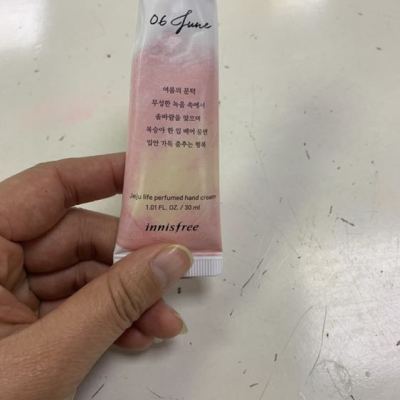 06 June
여름의 문턱
무성한 녹음 속에서
솔바람을 맞으며
복숭아 한 입 베어 물면
입안 가득 춤추는 행복
Jeju life perfumed hand cream
1.01 FL. OZ. / 30 ml
innisfree